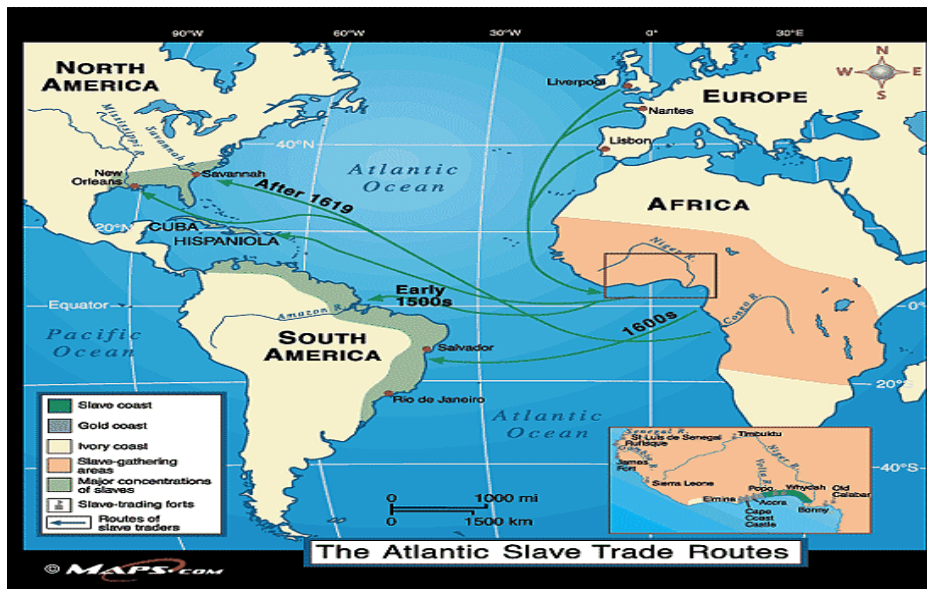 90°W 60°W 30°W 0° 30°E
NORTH
AMERICA
Mississippi R.
Savannah R.
New
Orleans
Savannah
40°N
Atlantic
Ocean
Liverpool
Nantes
Lisbon
EUROPE
N
W E
S
AFRICA
After 1619
20°N
CUBA
HISPANIOLA
Niger R.
Early
1500s
Equator
0°
Amazon R.
Congo R.
1600s
Pacific
Ocean
SOUTH
AMERICA
Salvador
20°S
Rio de Janeiro
Atlantic
Ocean
40°S
Slave coast
Gold coast
Ivory coast
Slave-gathering
areas
Major concentrations
of slaves
Slave-trading forts
Routes of
slave traders
0 1000 mi
0 1500 km
Senegal R.
St Luis de Senegal
Rufisque
Gambia R.
James
Fort
Sierra Leone
Timbuktu
Niger R.
Volta R.
Popo
Whydah
Old
Calabar
Elmina
Accra
Bonny
Cape
Coast
Castle
The Atlantic Slave Trade Routes
© MAPS.COM